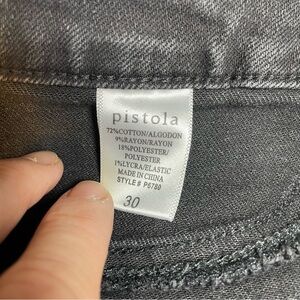 pistola
72%COTTON/ALGODON
9%RAYON/RAYON
18%POLYESTER/
POLYESTER
1%LYCRA/ELASTIC
MADE IN CHINA
STYLE# P6780
30